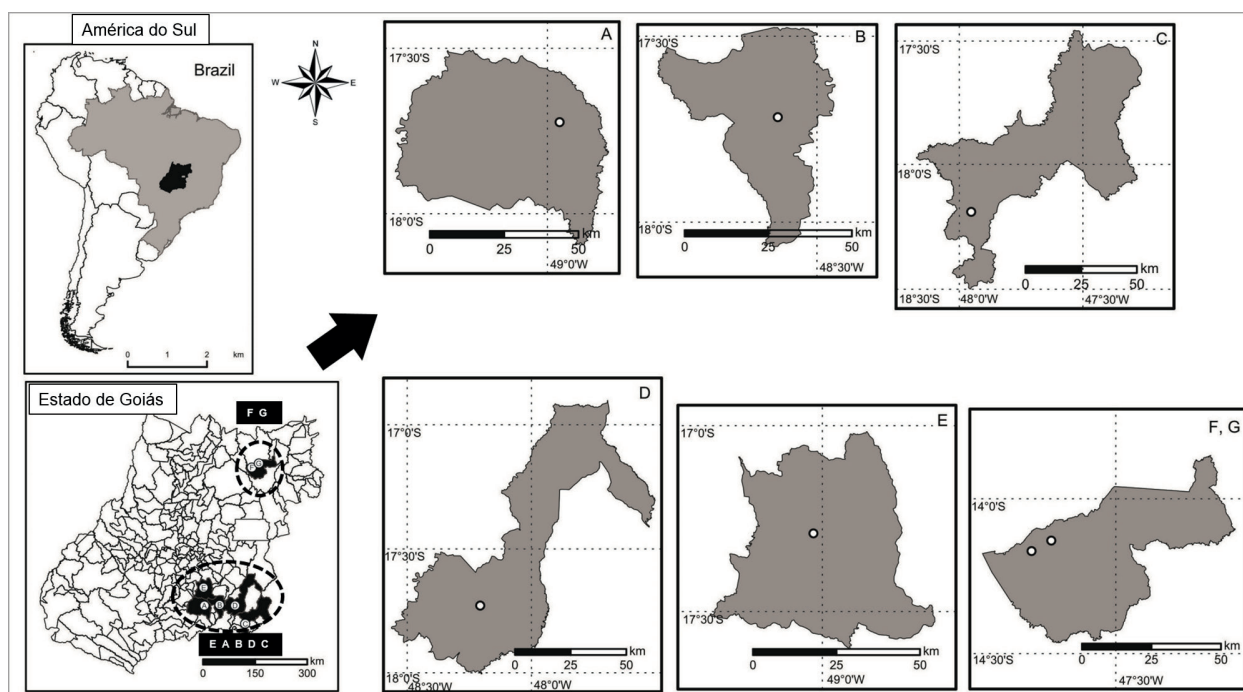 América do Sul
Brazil
N
W E
S
0 1 2 km
Estado de Goiás
F G
F G
E
A B D
C
E A B D C
km
0 150 300
A
17°30'S
18°0'S
km
0 25 50
49°0'W
B
17°30'S
18°0'S
km
0 25 50
48°30'W
C
17°30'S
18°0'S
km
0 25 50
18°30'S 48°0'W 47°30'W
D
17°0'S
17°30'S
km
0 25 50
18°0'S
48°30'W 48°0'W
E
17°0'S
17°30'S
km
0 25 50
49°0'W
F, G
14°0'S
14°30'S
km
0 25 50
47°30'W